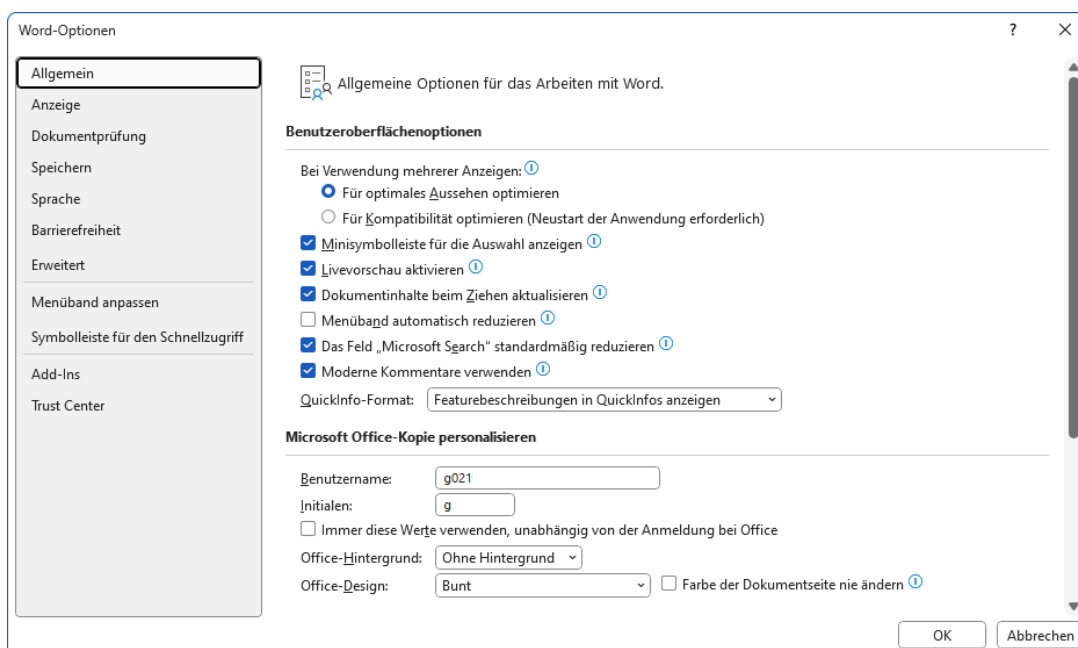 Word-Optionen
?
Allgemein
Anzeige
Dokumentprüfung
Speichern
Sprache
Barrierefreiheit
Erweitert
Menüband anpassen
Symbolleiste für den Schnellzugriff
Add-Ins
Trust Center
Allgemeine Optionen für das Arbeiten mit Word.
Benutzeroberflächenoptionen
Bei Verwendung mehrerer Anzeigen:
Für optimales Aussehen optimieren
Für Kompatibilität optimieren (Neustart der Anwendung erforderlich)
Minisymbolleiste für die Auswahl anzeigen
Livevorschau aktivieren
Dokumentinhalte beim Ziehen aktualisieren
Menüband automatisch reduzieren
Das Feld „Microsoft Search" standardmäßig reduzieren
Moderne Kommentare verwenden
QuickInfo-Format: Featurebeschreibungen in QuickInfos anzeigen
Microsoft Office-Kopie personalisieren
Benutzername: g021
Initialen: g
Immer diese Werte verwenden, unabhängig von der Anmeldung bei Office
Office-Hintergrund: Ohne Hintergrund
Office-Design: Bunt Farbe der Dokumentseite nie ändern
OK Abbrechen